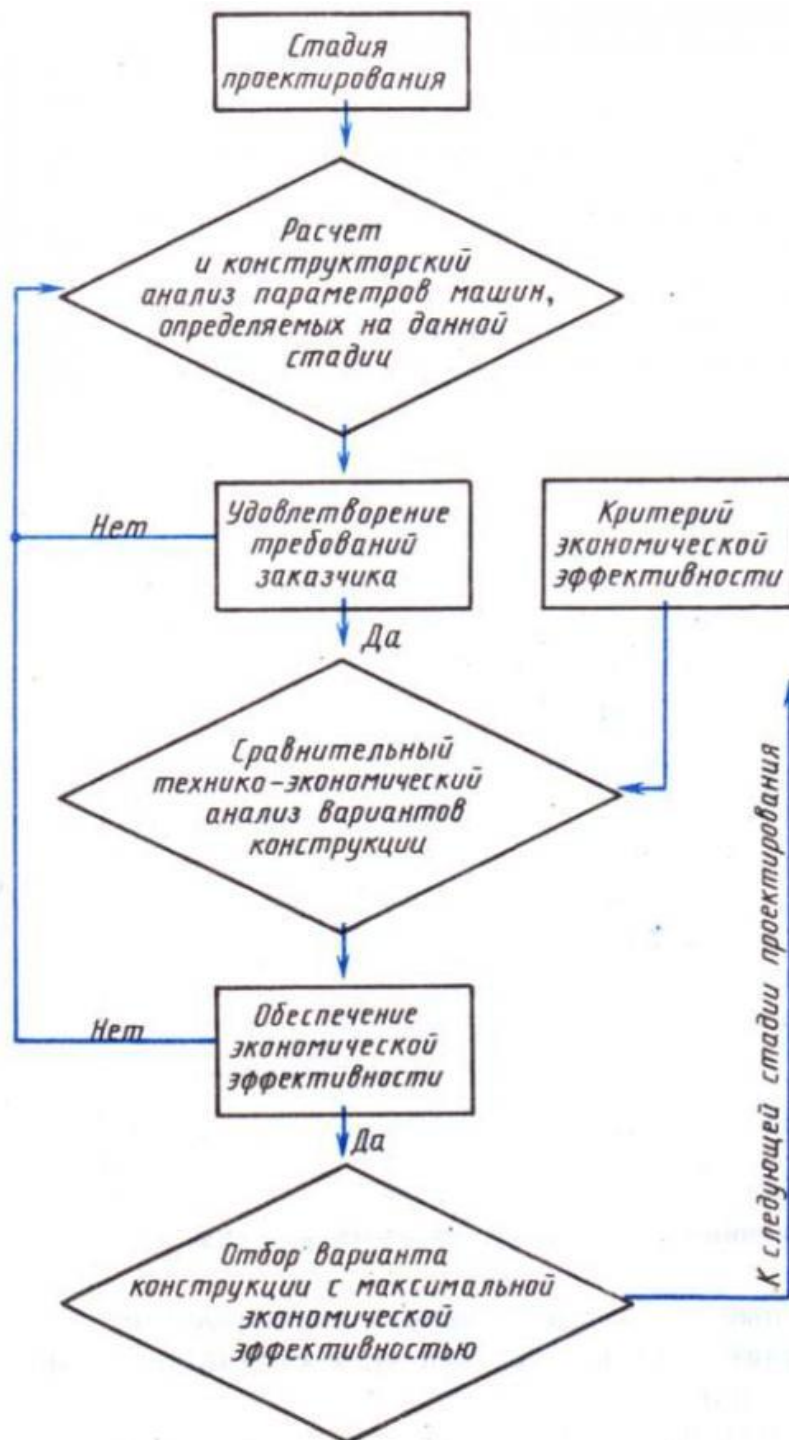 Стадия
проектирования
Расчет
и конструкторский
анализ параметров машин,
определяемых на данной
стадии
Нет
Удовлетворение
требований
заказчика
Критерий
экономической
эффективности
Да
Сравнительный
технико-экономический
анализ вариантов
конструкции
Нет
Обеспечение
экономической
эффективности
Да
Отбор варианта
конструкции с максимальной
экономической
эффективностью
К следующей стадии проектирования